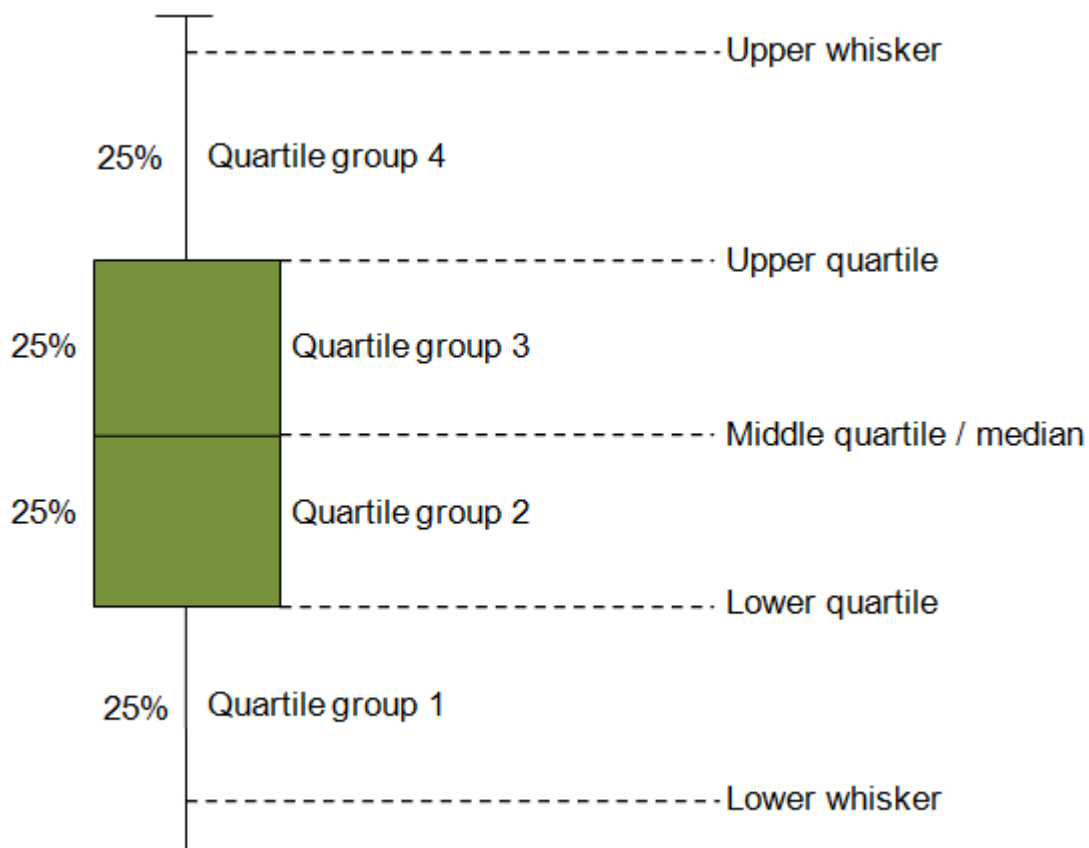 Upper whisker
25% Quartile group 4
Upper quartile
25% Quartile group 3
Middle quartile / median
25% Quartile group 2
Lower quartile
25% Quartile group 1
Lower whisker